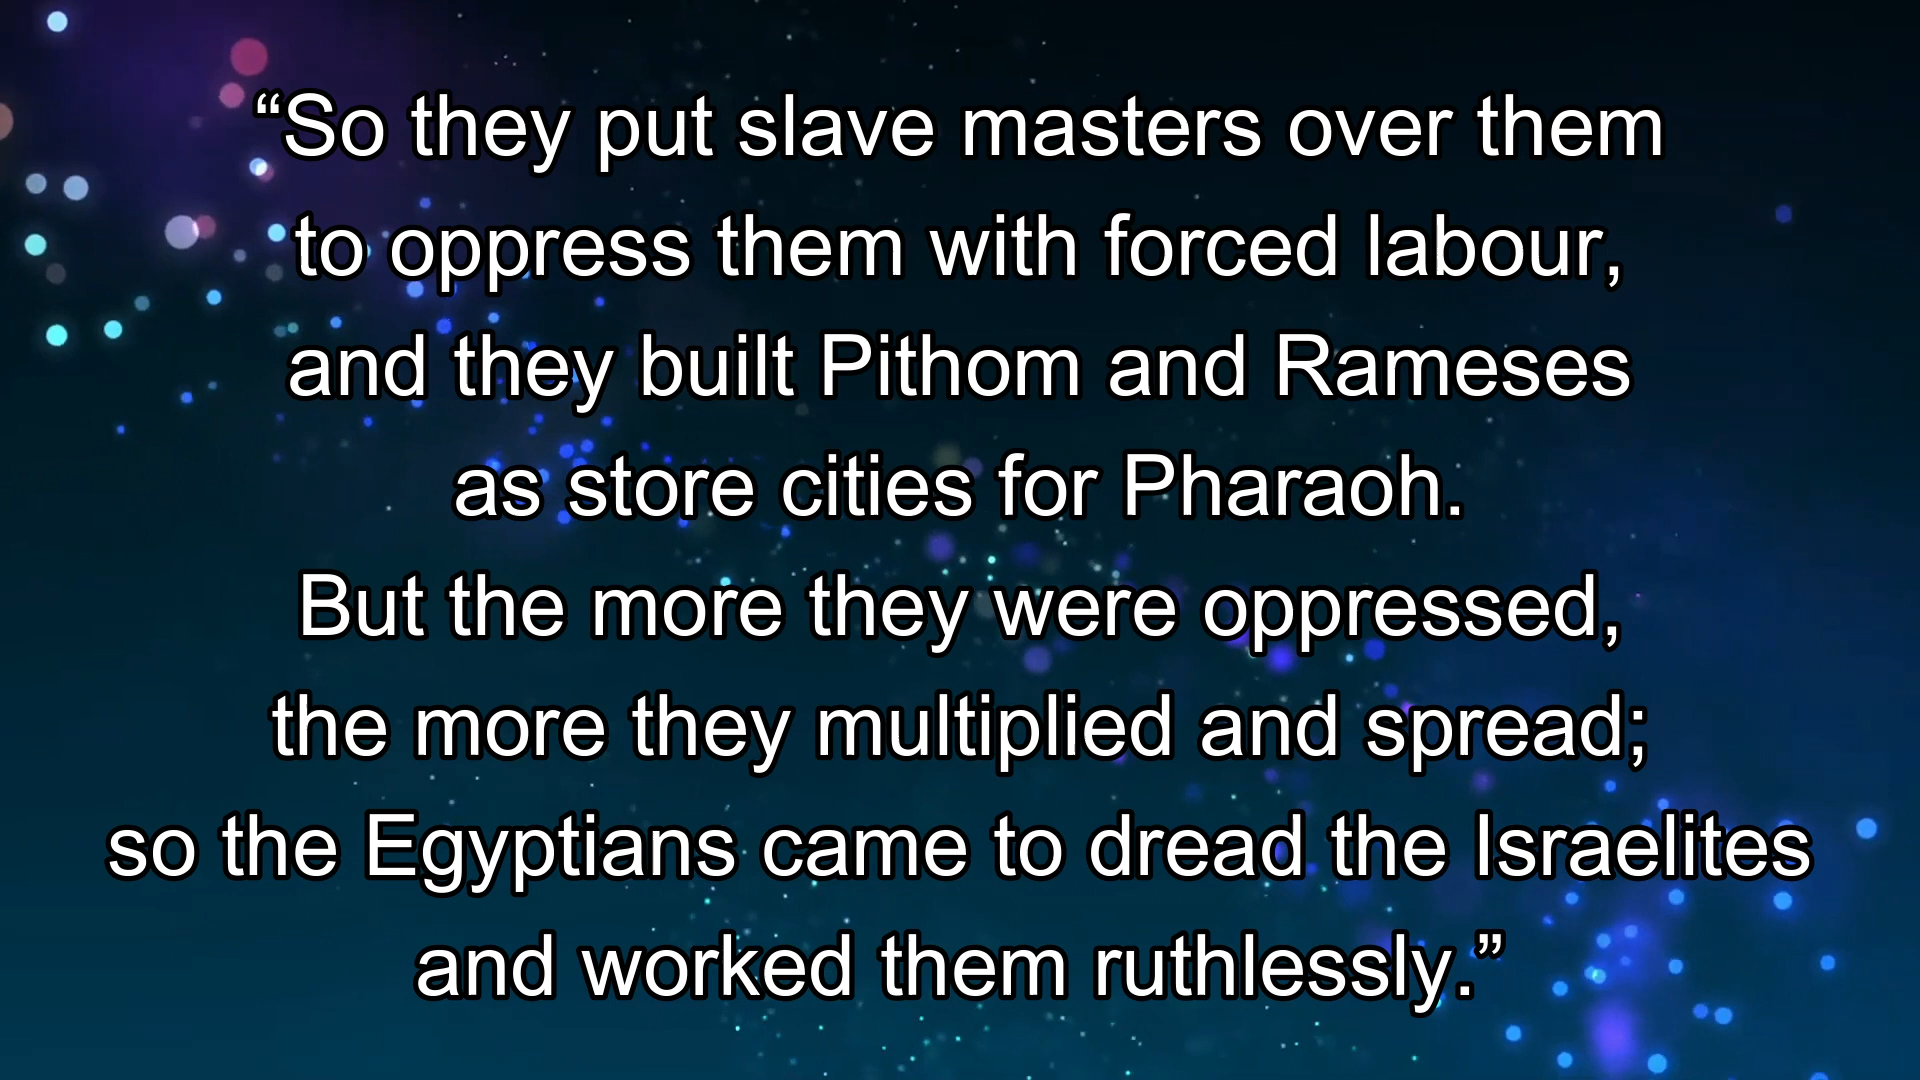 “So they put slave masters over them
to oppress them with forced labour,
and they built Pithom and Rameses
as store cities for Pharaoh.
But the more they were oppressed,
the more they multiplied and spread;
so the Egyptians came to dread the Israelites
and worked them ruthlessly.”